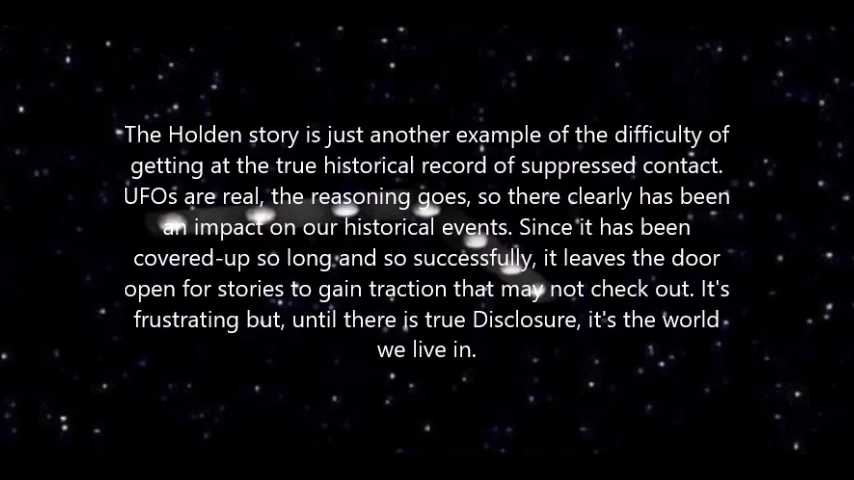 The Holden story is just another example of the difficulty of
getting at the true historical record of suppressed contact.
UFOs are real, the reasoning goes, so there clearly has been
an impact on our historical events. Since it has been
covered-up so long and so successfully, it leaves the door
open for stories to gain traction that may not check out. It's
frustrating but, until there is true Disclosure, it's the world
we live in.